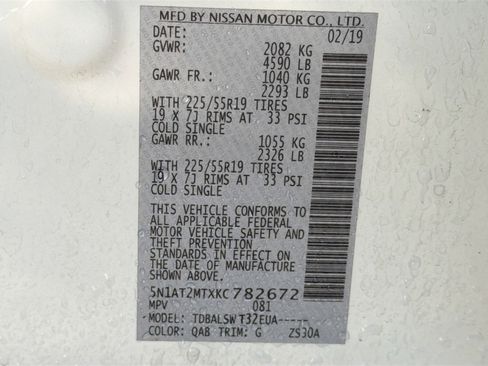 MFD BY NISSAN MOTOR CO., LTD.
DATE: 02/19
GVWR: 2082 KG
4590 LB
GAWR FR.: 1040 KG
2293 LB
WITH 225/55R19 TIRES
19 X 7J RIMS AT 33 PSI
COLD SINGLE
GAWR RR.: 1055 KG
2326 LB
WITH 225/55R19 TIRES
19 X 7J RIMS AT 33 PSI
COLD SINGLE
THIS VEHICLE CONFORMS TO
ALL APPLICABLE FEDERAL
MOTOR VEHICLE SAFETY AND
THEFT PREVENTION
STANDARDS IN EFFECT ON
THE DATE OF MANUFACTURE
SHOWN ABOVE.
5N1AT2MTXKC782672
MPV 081
MODEL: TDBALSWT32EUA-----
COLOR: QAB TRIM: G ZS30A